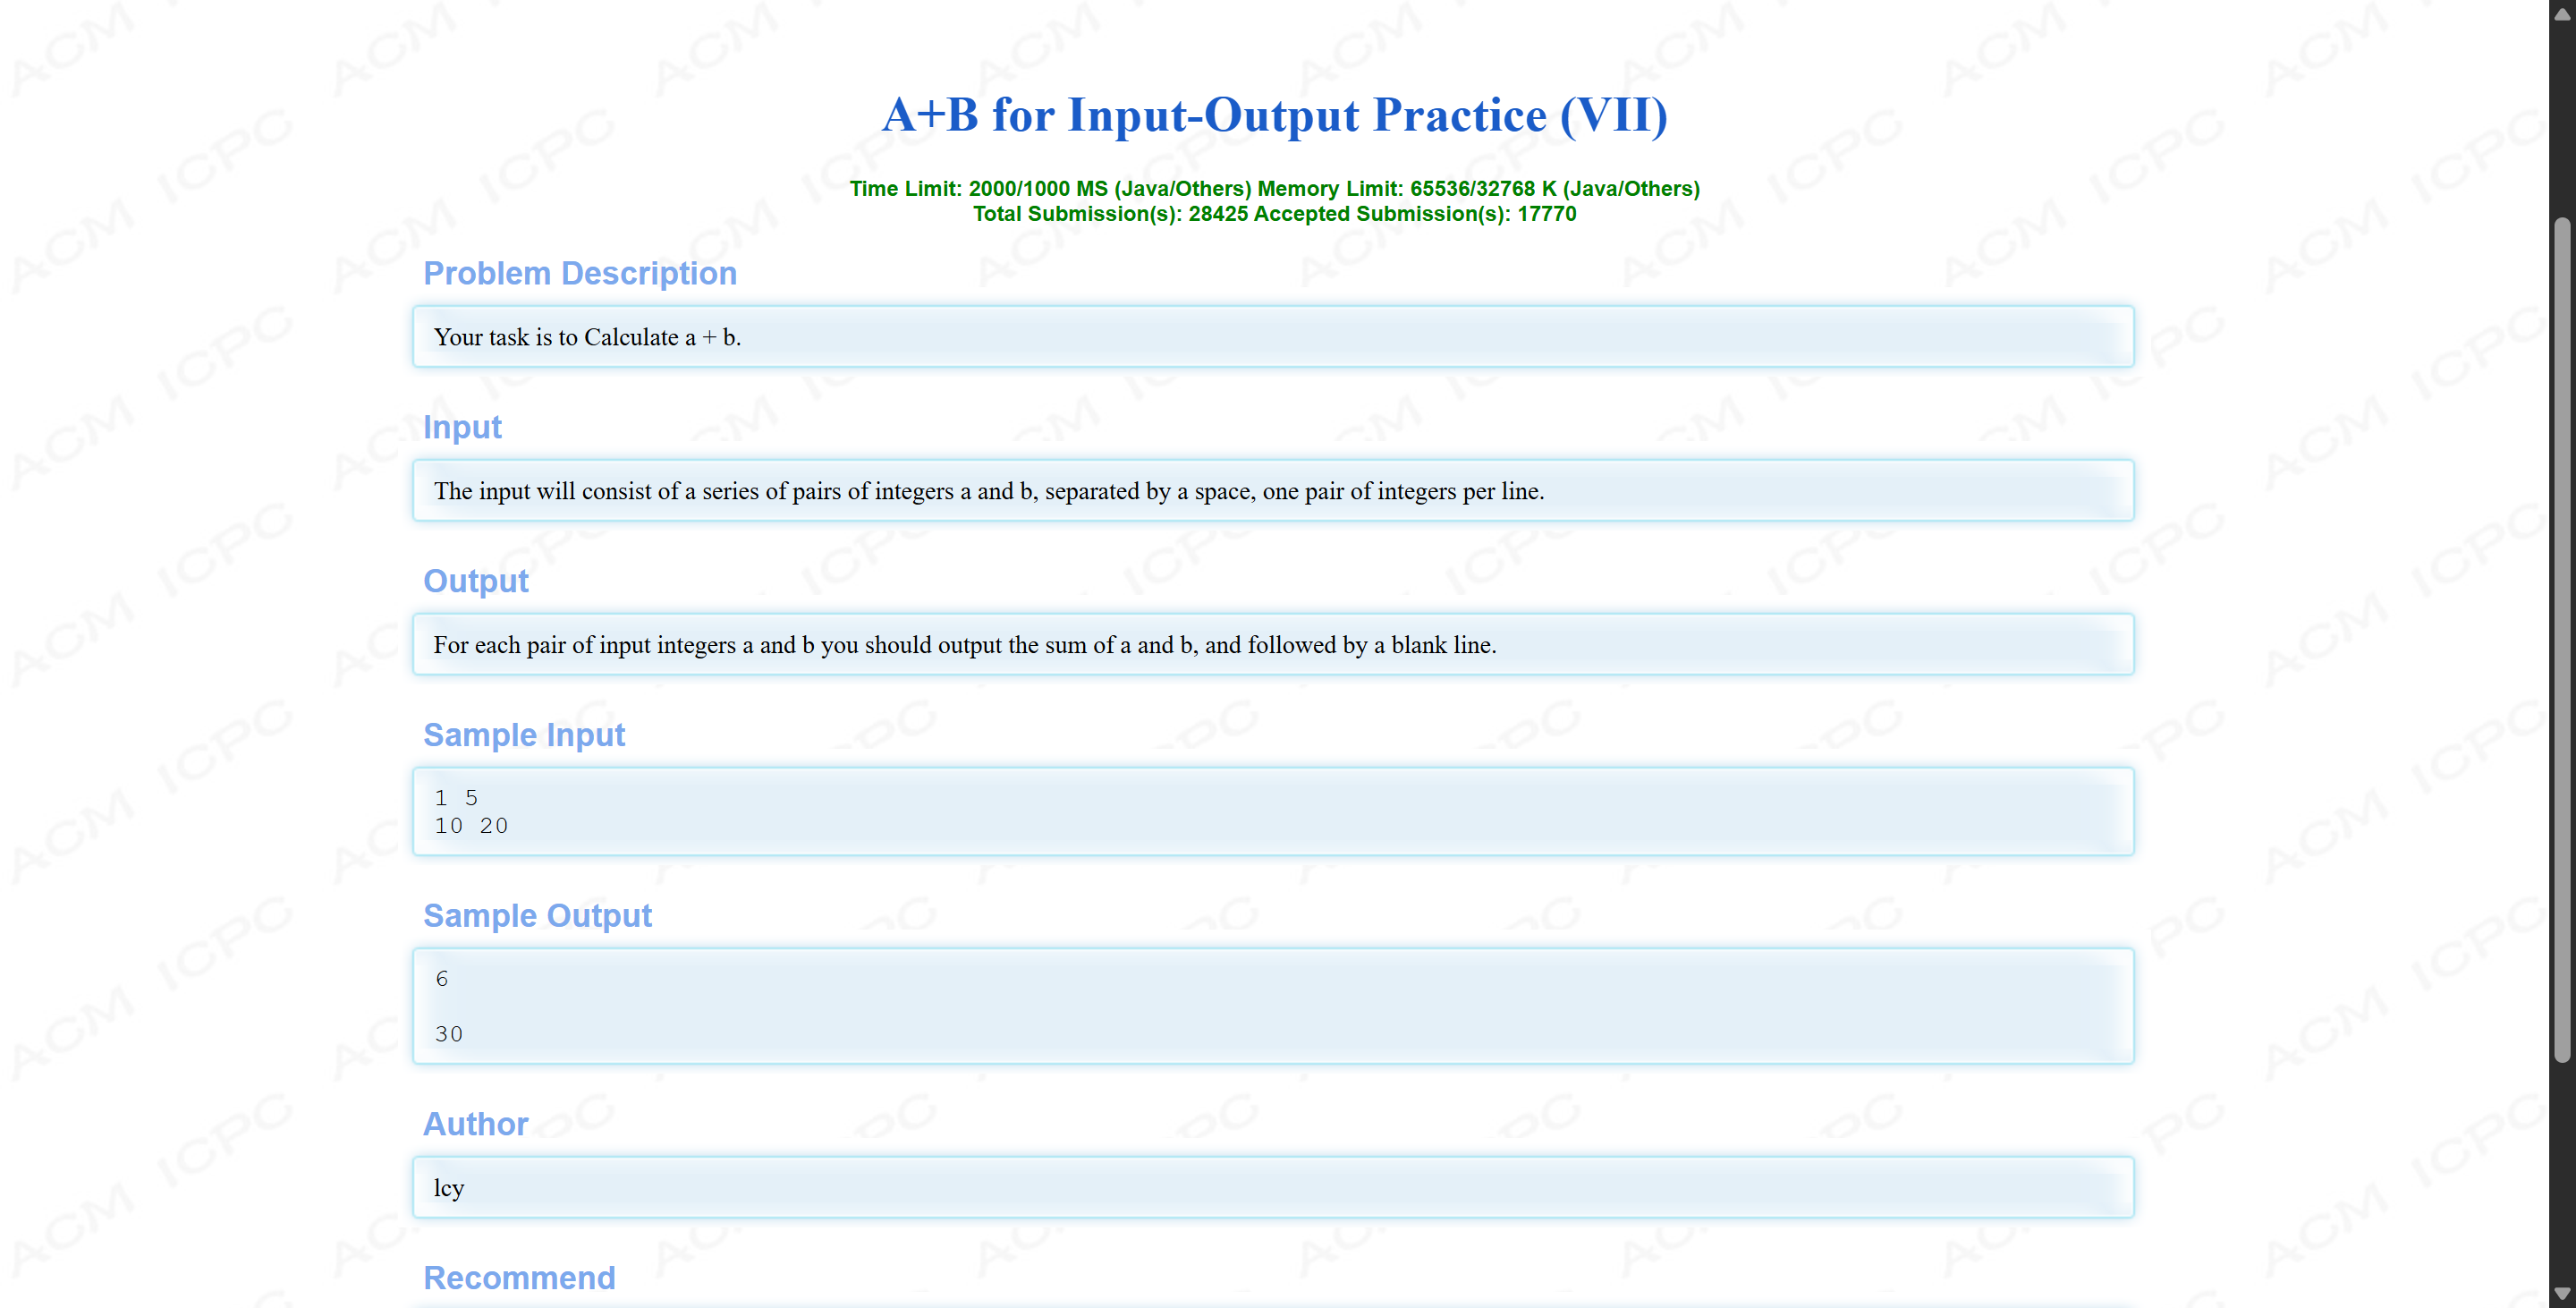 A+B for Input-Output Practice (VII)
Time Limit: 2000/1000 MS (Java/Others) Memory Limit: 65536/32768 K (Java/Others)
Total Submission(s): 28425 Accepted Submission(s): 17770
Problem Description
Your task is to Calculate a + b.
Input
The input will consist of a series of pairs of integers a and b, separated by a space, one pair of integers per line.
Output
For each pair of input integers a and b you should output the sum of a and b, and followed by a blank line.
Sample Input
1 5
10 20
Sample Output
6
30
Author
lcy
Recommend
ACM ICPC